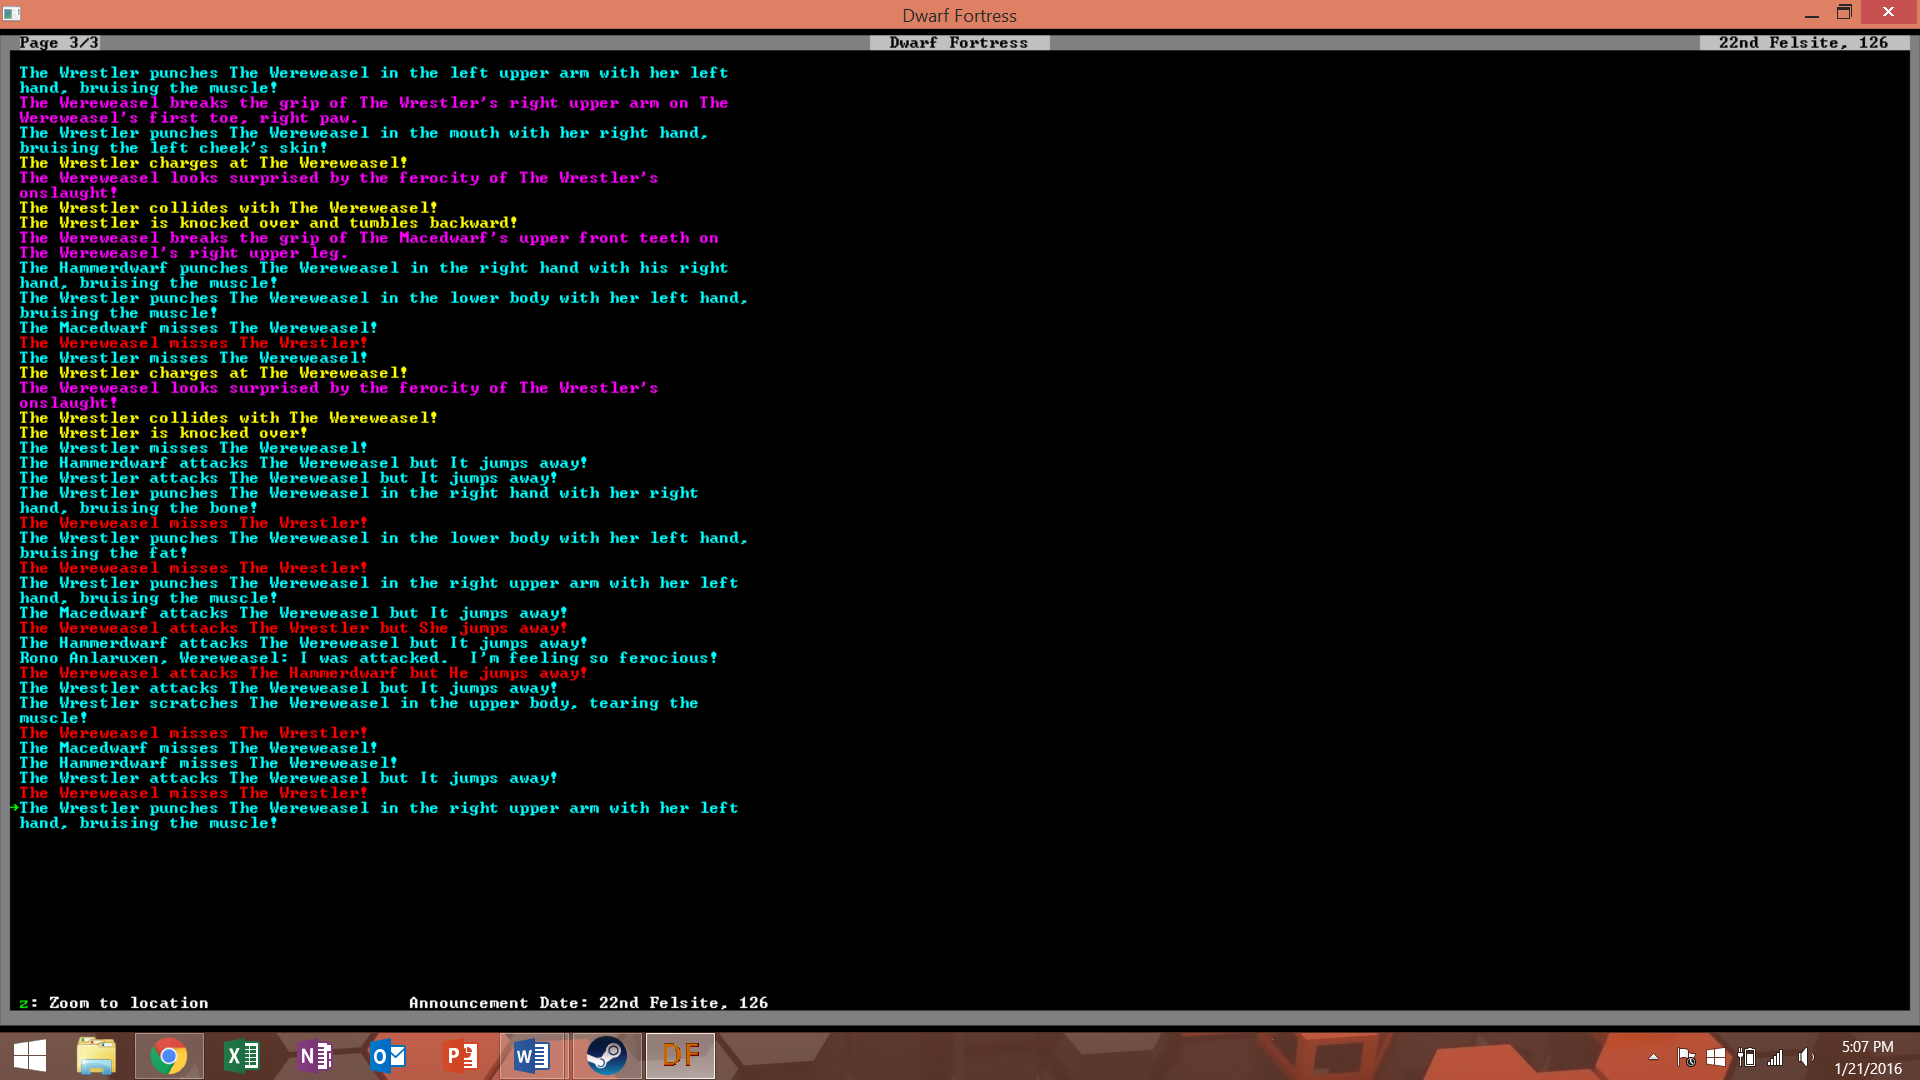 Dwarf Fortress
Page 3/3
Dwarf Fortress
22nd Felsite, 126
The Wrestler punches The Wereweasel in the left upper arm with her left
hand, bruising the muscle!
The Wereweasel breaks the grip of The Wrestler's right upper arm on The
Wereweasel's first toe, right paw.
The Wrestler punches The Wereweasel in the mouth with her right hand,
bruising the left cheek's skin!
The Wrestler charges at The Wereweasel!
The Wereweasel looks surprised by the ferocity of The Wrestler's
onslaught!
The Wrestler collides with The Wereweasel!
The Wrestler is knocked over and tumbles backward!
The Wereweasel breaks the grip of The Macedwarf's upper front teeth on
The Wereweasel's right upper leg.
The Hammerdwarf punches The Wereweasel in the right hand with his right
hand, bruising the muscle!
The Wrestler punches The Wereweasel in the lower body with her left hand,
bruising the muscle!
The Macedwarf misses The Wereweasel!
The Wereweasel misses The Wrestler!
The Wrestler misses The Wereweasel!
The Wrestler charges at The Wereweasel!
The Wereweasel looks surprised by the ferocity of The Wrestler's
onslaught!
The Wrestler collides with The Wereweasel!
The Wrestler is knocked over!
The Wrestler misses The Wereweasel!
The Hammerdwarf attacks The Wereweasel but It jumps away!
The Wrestler attacks The Wereweasel but It jumps away!
The Wrestler punches The Wereweasel in the right hand with her right
hand, bruising the bone!
The Wereweasel misses The Wrestler!
The Wrestler punches The Wereweasel in the lower body with her left hand,
bruising the fat!
The Wereweasel misses The Wrestler!
The Wrestler punches The Wereweasel in the right upper arm with her left
hand, bruising the muscle!
The Macedwarf attacks The Wereweasel but It jumps away!
The Wereweasel attacks The Wrestler but She jumps away!
The Hammerdwarf attacks The Wereweasel but It jumps away!
Rono Anlaruxen, Wereweasel: I was attacked.  I'm feeling so ferocious!
The Wereweasel attacks The Hammerdwarf but He jumps away!
The Wrestler attacks The Wereweasel but It jumps away!
The Wrestler scratches The Wereweasel in the upper body, tearing the
muscle!
The Wereweasel misses The Wrestler!
The Macedwarf misses The Wereweasel!
The Hammerdwarf misses The Wereweasel!
The Wrestler attacks The Wereweasel but It jumps away!
The Wereweasel misses The Wrestler!
→The Wrestler punches The Wereweasel in the right upper arm with her left
hand, bruising the muscle!
z: Zoom to location
Announcement Date: 22nd Felsite, 126
DF
5:07 PM
1/21/2016